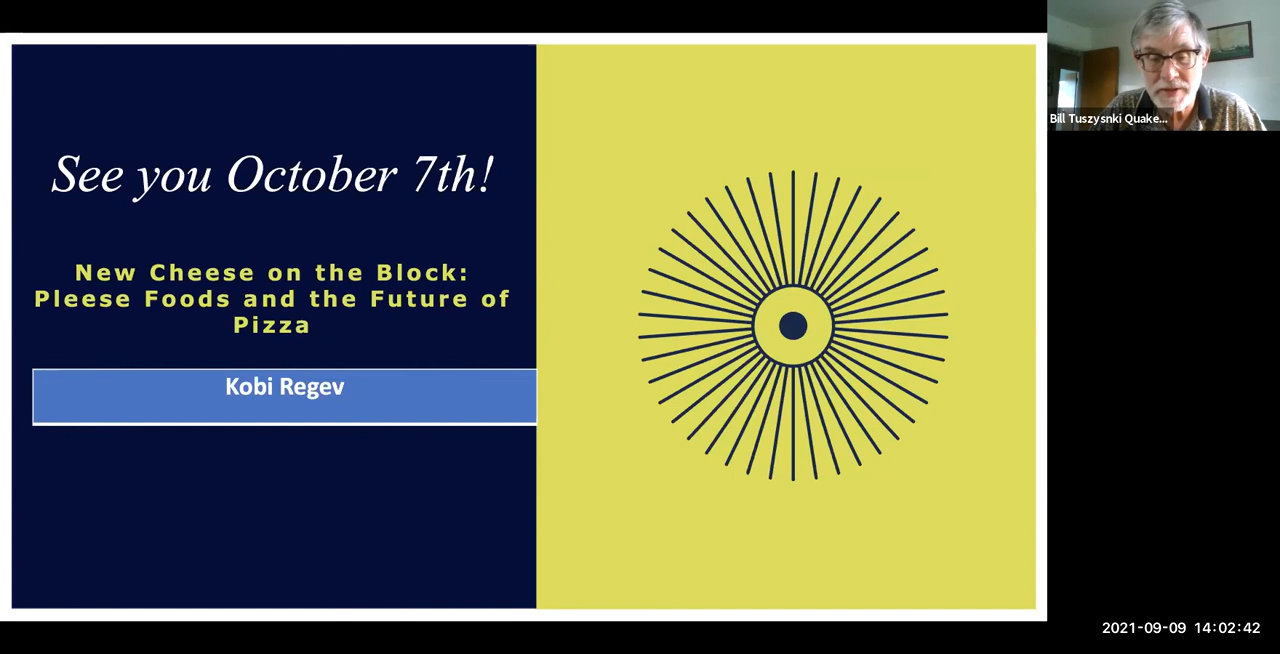 See you October 7th!
New Cheese on the Block:
Pleese Foods and the Future of
Pizza
Kobi Regev
Bill Tuszysnki Quake...
2021-09-09 14:02:42